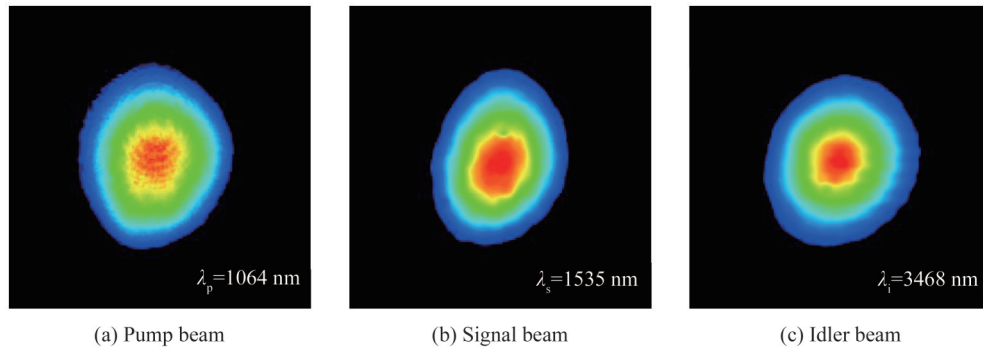 λp=1064 nm
λs=1535 nm
λi=3468 nm
(a) Pump beam
(b) Signal beam
(c) Idler beam